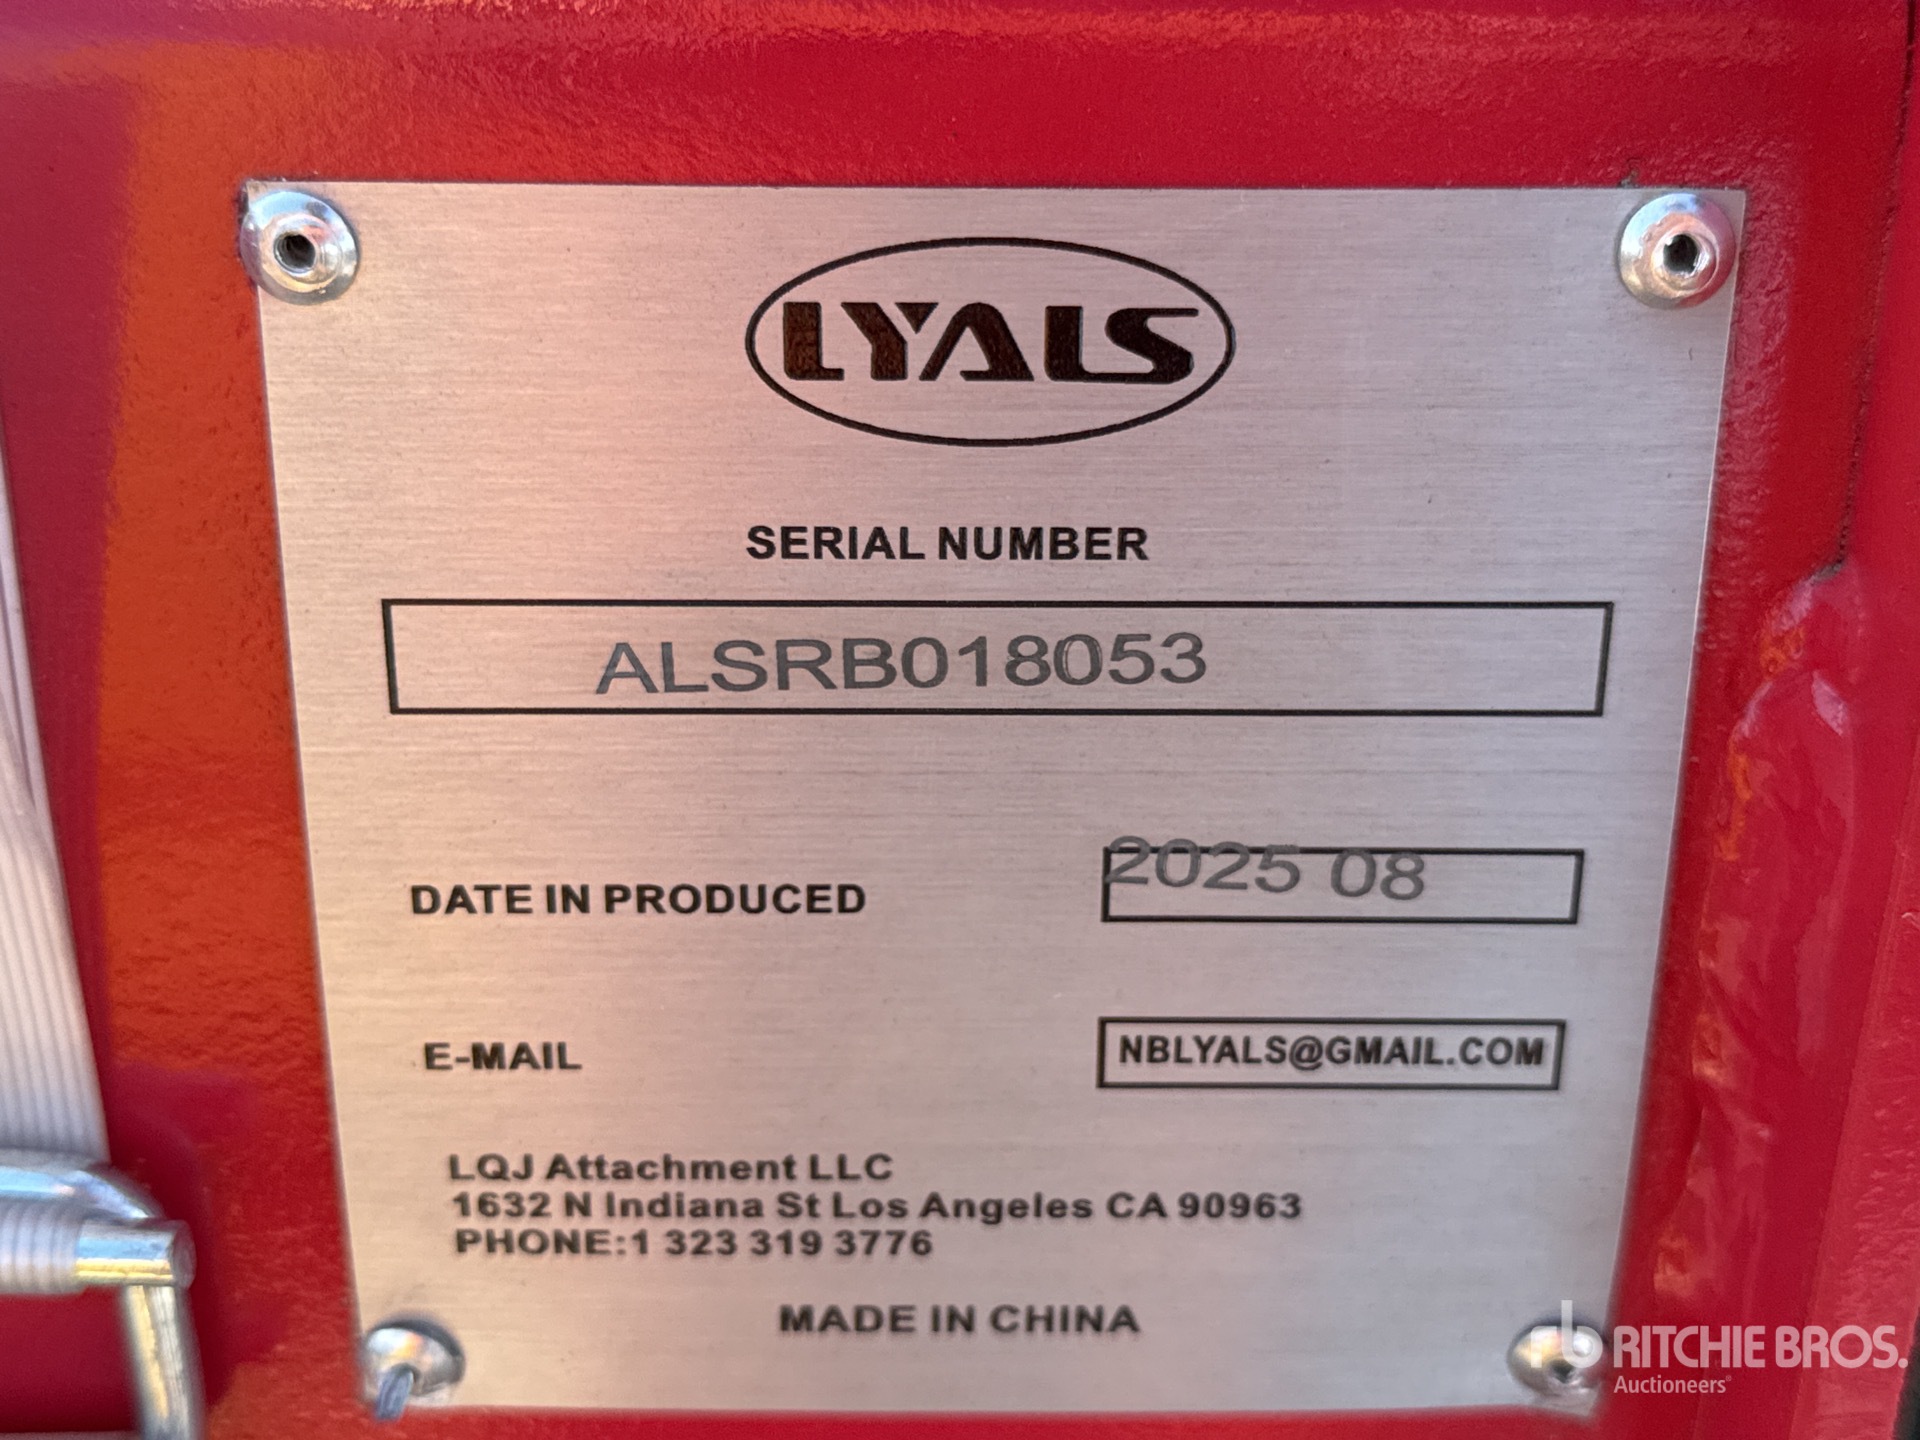 LYALS
SERIAL NUMBER
ALSRB018053
DATE IN PRODUCED
2025 08
E-MAIL
NBLYALS@GMAIL.COM
LQJ Attachment LLC
1632 N Indiana St Los Angeles CA 90963
PHONE:1 323 319 3776
MADE IN CHINA
rb RITCHIE BROS.
Auctioneers®